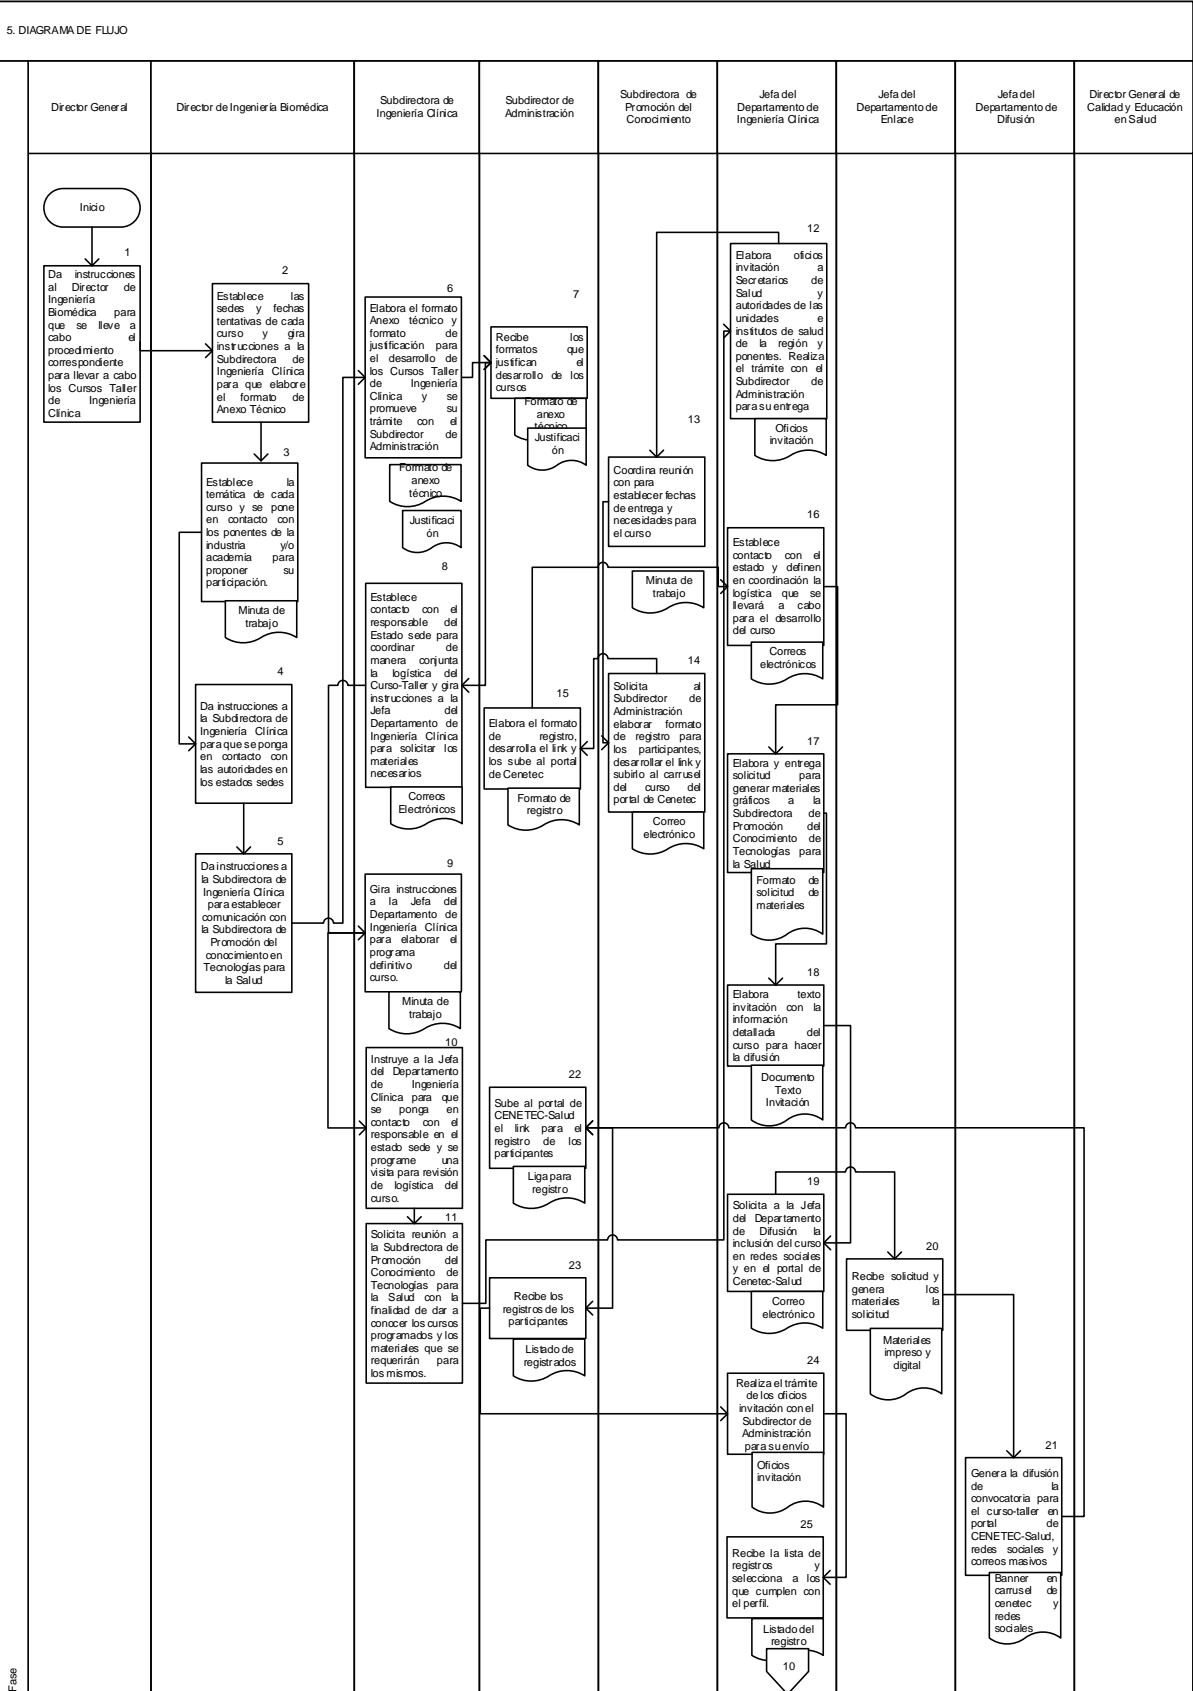 5. DIAGRAMA DE FLUJO
Director General
Director de Ingeniería Biomédica
Subdirectora de
Ingeniería Clínica
Subdirector de
Administración
Subdirectora de
Promoción del
Conocimiento
Jefa del
Departamento de
Ingeniería Clínica
Jefa del
Departamento de
Enlace
Jefa del
Departamento de
Difusión
Director General de
Calidad y Educación
en Salud
Inicio
1
Da instrucciones
al Director de
Ingeniería
Biomédica para
que se lleve a
cabo el
procedimiento
correspondiente
para llevar a cabo
los Cursos Taller
de Ingeniería
Clínica
2
Establece las
sedes y fechas
tentativas de cada
curso y gira
instrucciones a la
Subdirectora de
Ingeniería Clínica
para que elabore
el formato de
Anexo Técnico
3
Establece la
temática de cada
curso y se pone
en contacto con
los ponentes de la
industria y/o
academia para
proponer su
participación.
Minuta de
trabajo
4
Da instrucciones a
la Subdirectora de
Ingeniería Clínica
para que se ponga
en contacto con
las autoridades en
los estados sedes
5
Da instrucciones a
la Subdirectora de
Ingeniería Clínica
para establecer
comunicación con
la Subdirectora de
Promoción del
conocimiento en
Tecnologías para
la Salud
6
Elabora el formato
Anexo técnico y
formato de
justificación para
el desarrollo de
los Cursos Taller
de Ingeniería
Clínica y se
promueve su
trámite con el
Subdirector de
Administración
Formato de
anexo
técnico
Justificaci
ón
7
Recibe los
formatos que
justifican el
desarrollo de los
cursos
Formato de
anexo
técnico
Justificaci
ón
8
Establece
contacto con el
responsable del
Estado sede para
coordinar de
manera conjunta
la logística del
Curso-Taller y gira
instrucciones a la
Jefa del
Departamento de
Ingeniería Clínica
para solicitar los
materiales
necesarios
Correos
Electrónicos
9
Gira instrucciones
a la Jefa del
Departamento de
Ingeniería Clínica
para elaborar el
programa
definitivo del
curso.
Minuta de
trabajo
10
Instruye a la Jefa
del Departamento
de Ingeniería
Clínica para que
se ponga en
contacto con el
responsable en el
estado sede y se
programe una
visita para revisión
de logística del
curso.
11
Solicita reunión a
la Subdirectora de
Promoción del
Conocimiento de
Tecnologías para
la Salud con la
finalidad de dar a
conocer los cursos
programados y los
materiales que se
requerirán para
los mismos.
12
Elabora oficios
invitación a
Secretarios de
Salud y
autoridades de las
unidades e
institutos de salud
de la región y
ponentes. Realiza
el trámite con el
Subdirector de
Administración
para su entrega
Oficios
invitación
13
Coordina reunión
con para
establecer fechas
de entrega y
necesidades para
el curso
Minuta de
trabajo
14
Solicita al
Subdirector de
Administración
elaborar formato
de registro para
los participantes,
desarrollar el link y
subirlo al carrusel
del curso del
portal de Cenetec
Correo
electrónico
15
Elabora el formato
de registro,
desarrolla el link y
los sube al portal
de Cenetec
Formato de
registro
16
Establece
contacto con el
estado y definen
en coordinación la
logística que se
llevará a cabo
para el desarrollo
del curso
Correos
electrónicos
17
Elabora y entrega
solicitud para
generar materiales
gráficos a la
Subdirectora de
Promoción del
Conocimiento de
Tecnologías para
la Salud
Formato de
solicitud de
materiales
18
Elabora texto
invitación con la
información
detallada del
curso para hacer
la difusión
Documento
Texto
Invitación
19
Solicita a la Jefa
del Departamento
de Difusión la
inclusión del curso
en redes sociales
y en el portal de
Cenetec-Salud
Correo
electrónico
20
Recibe solicitud y
genera los
materiales la
solicitud
Materiales
impreso y
digital
21
Genera la difusión
de la
convocatoria para
el curso-taller en
portal de
CENETEC-Salud,
redes sociales y
correos masivos
Banner en
carrusel de
cenetec y
redes
sociales
22
Sube al portal de
CENETEC-Salud
el link para el
registro de los
participantes
Liga para
registro
23
Recibe los
registros de los
participantes
Listado de
registrados
24
Realiza el trámite
de los oficios
invitación con el
Subdirector de
Administración
para su envío
Oficios
invitación
25
Recibe la lista de
registros y
selecciona a los
que cumplen con
el perfil.
Listado del
registro
10
Fase